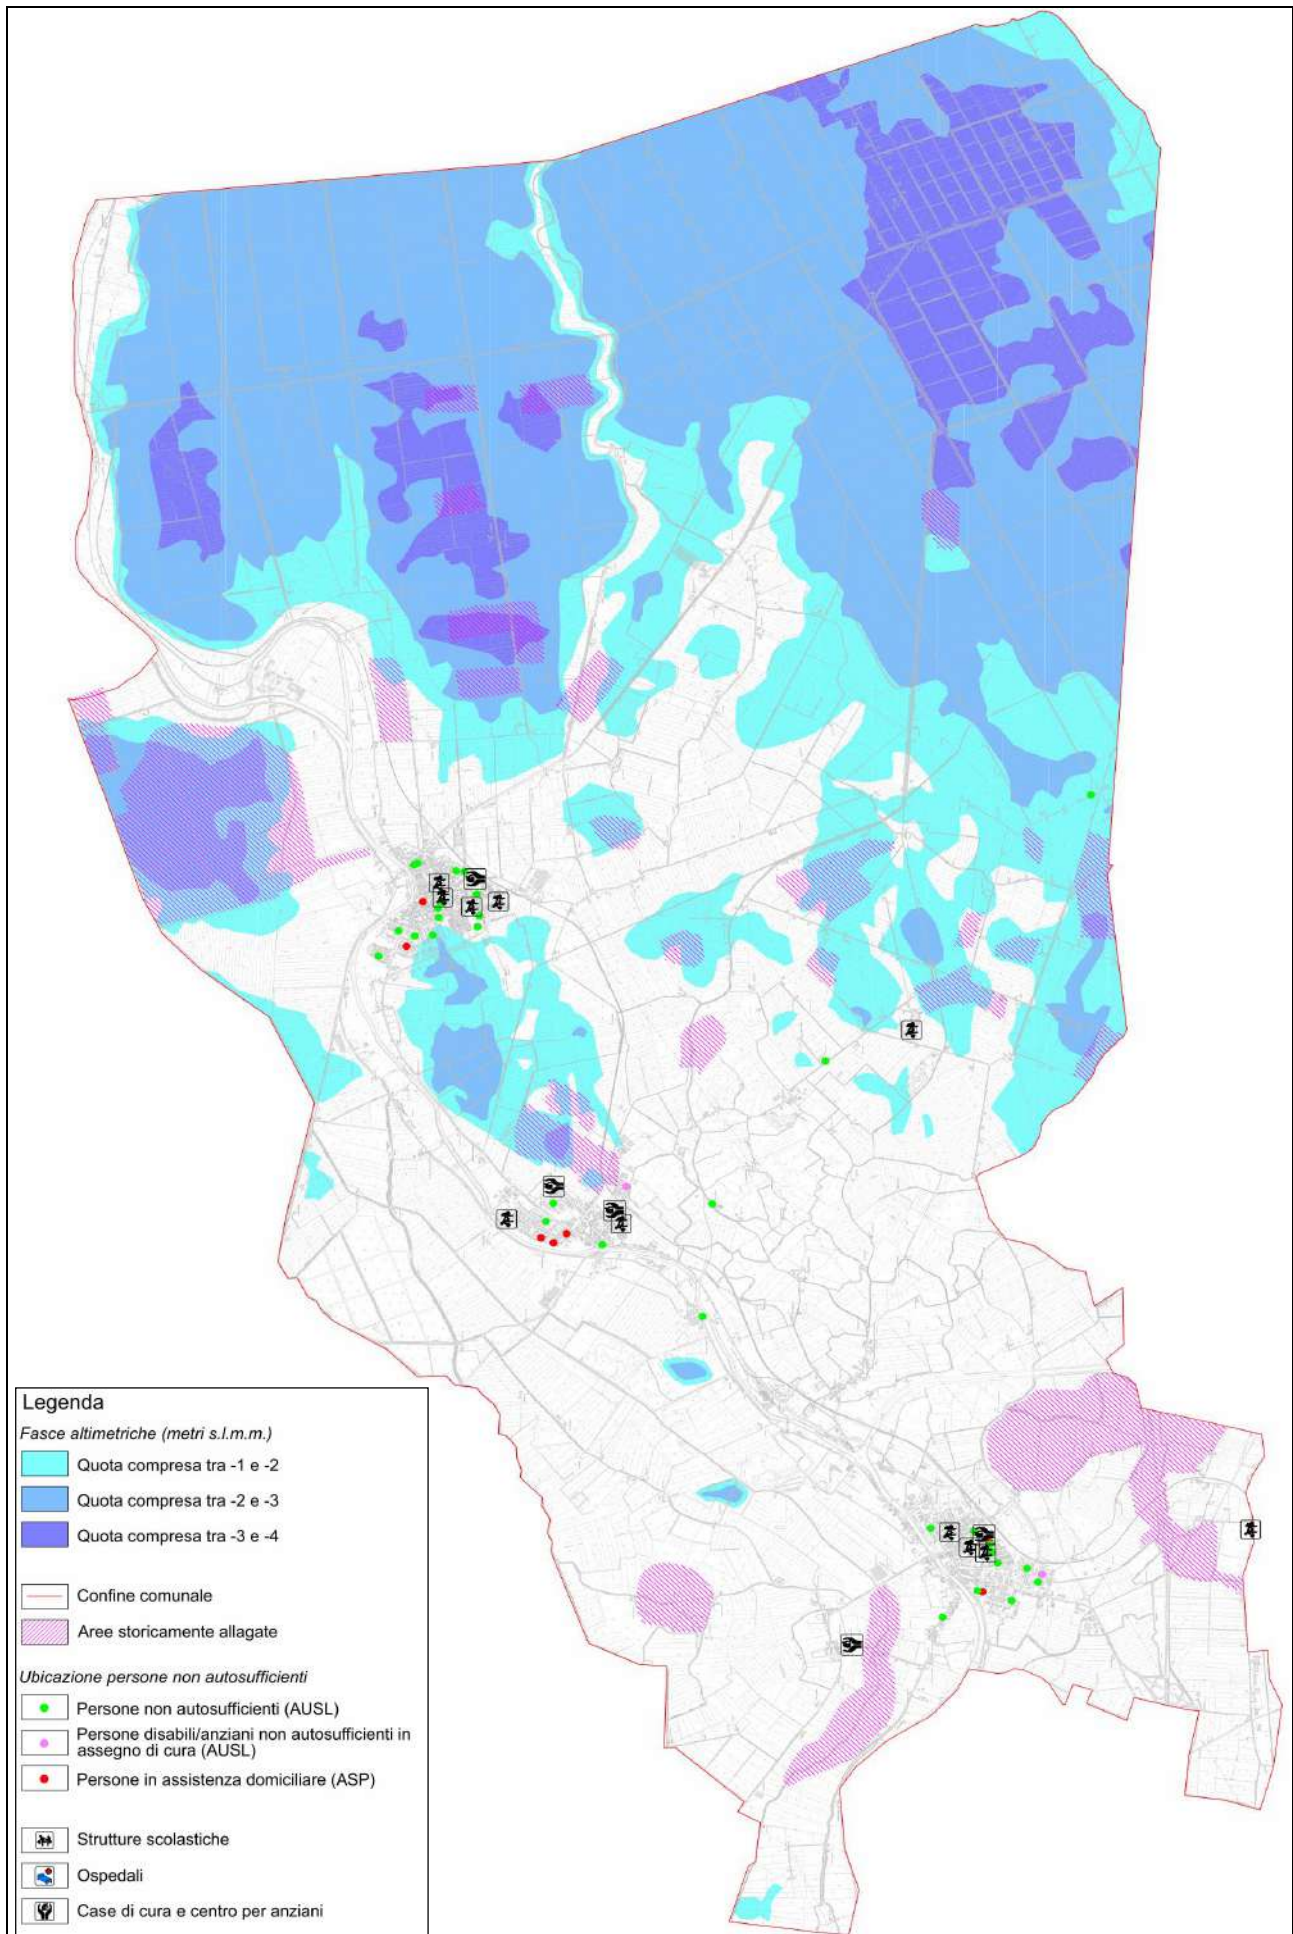 Legenda
Fasce altimetriche (metri s.l.m.m.)
Quota compresa tra -1 e -2
Quota compresa tra -2 e -3
Quota compresa tra -3 e -4
Confine comunale
Aree storicamente allagate
Ubicazione persone non autosufficienti
Persone non autosufficienti (AUSL)
Persone disabili/anziani non autosufficienti in
assegno di cura (AUSL)
Persone in assistenza domiciliare (ASP)
Strutture scolastiche
Ospedali
Case di cura e centro per anziani